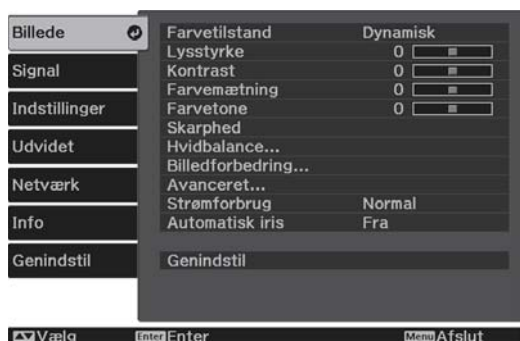 Billede
Signal
Indstillinger
Udvidet
Netværk
Info
Genindstil
Farvetilstand Dynamisk
Lysstyrke 0
Kontrast 0
Farvemætning 0
Farvetone 0
Skarphed
Hvidbalance...
Billedforbedring...
Avanceret...
Strømforbrug Normal
Automatisk iris Fra
Genindstil
Vælg Enter Enter Menu Afslut